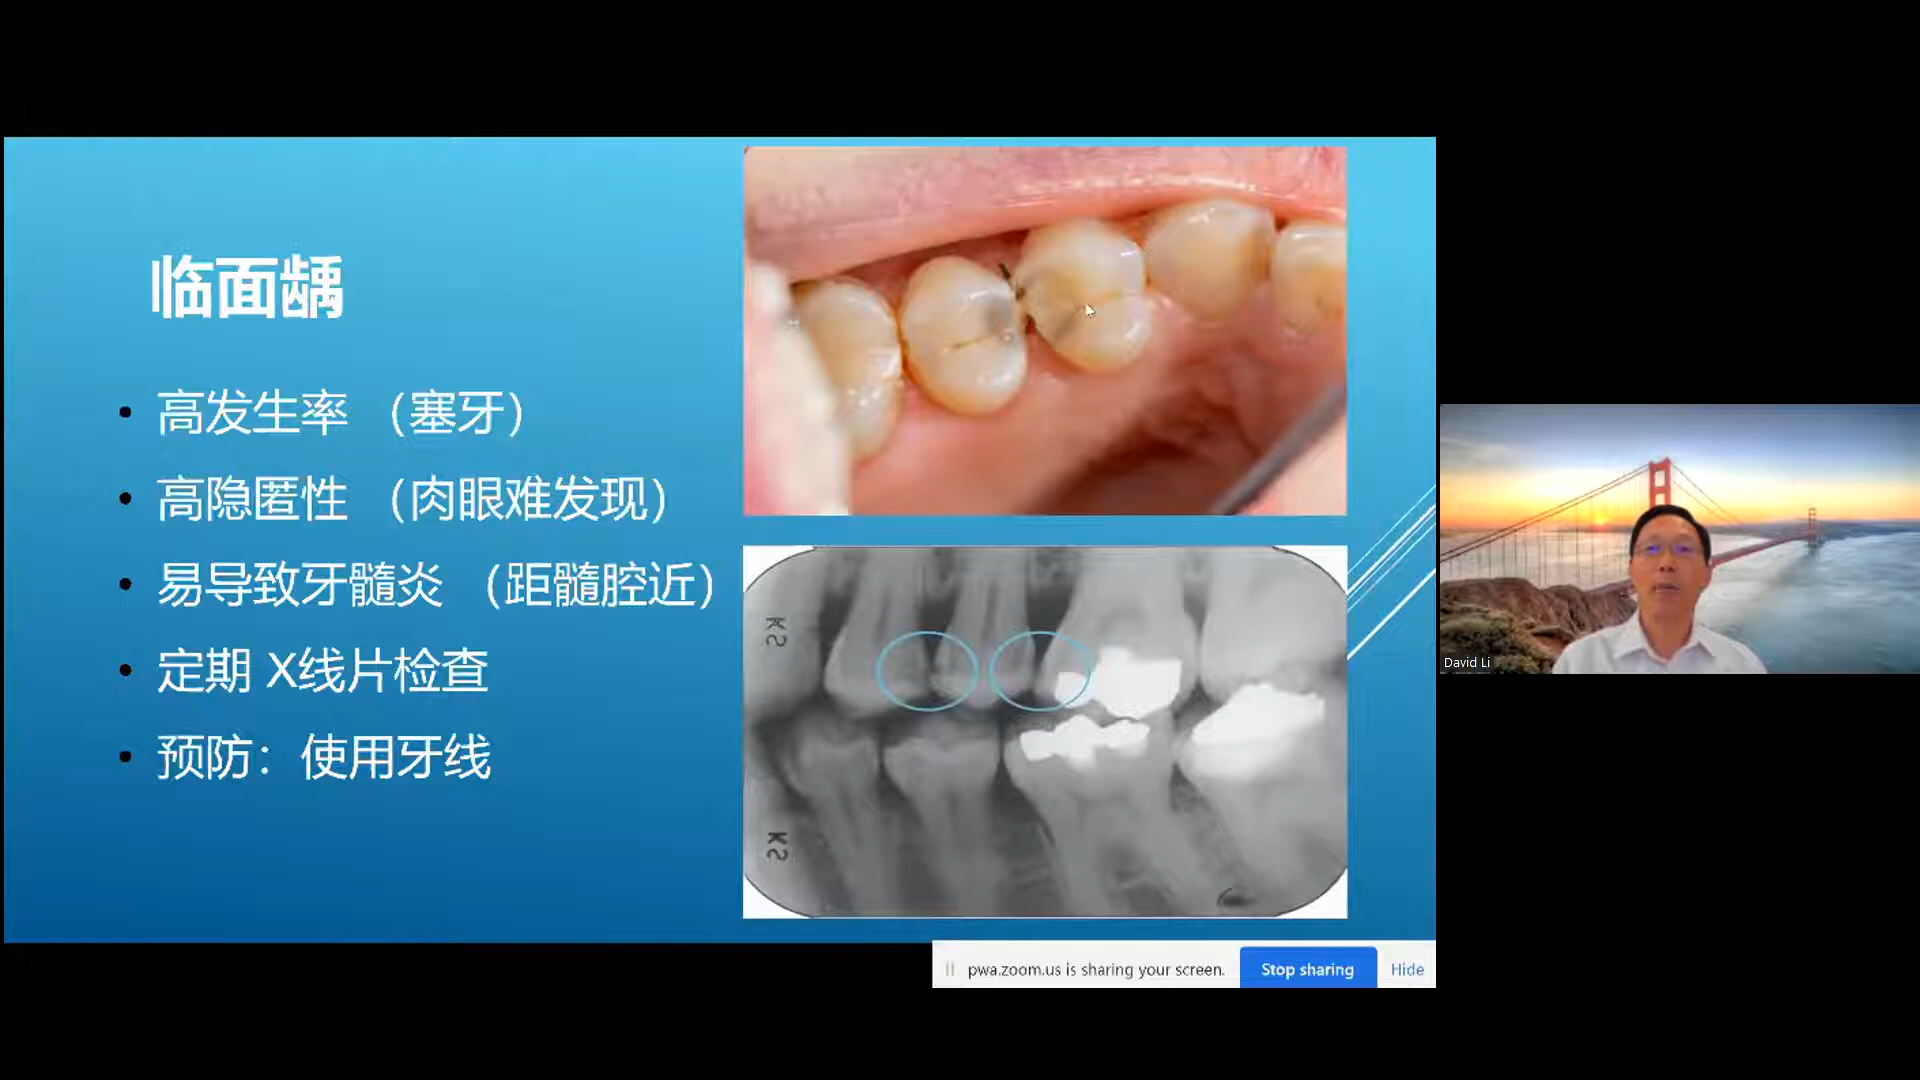 临面龋
• 高发生率 （塞牙）
• 高隐匿性 （肉眼难发现）
• 易导致牙髓炎 （距髓腔近）
• 定期 X线片检查
• 预防：使用牙线
K2
K2
David Li
pwa.zoom.us is sharing your screen.
Stop sharing
Hide